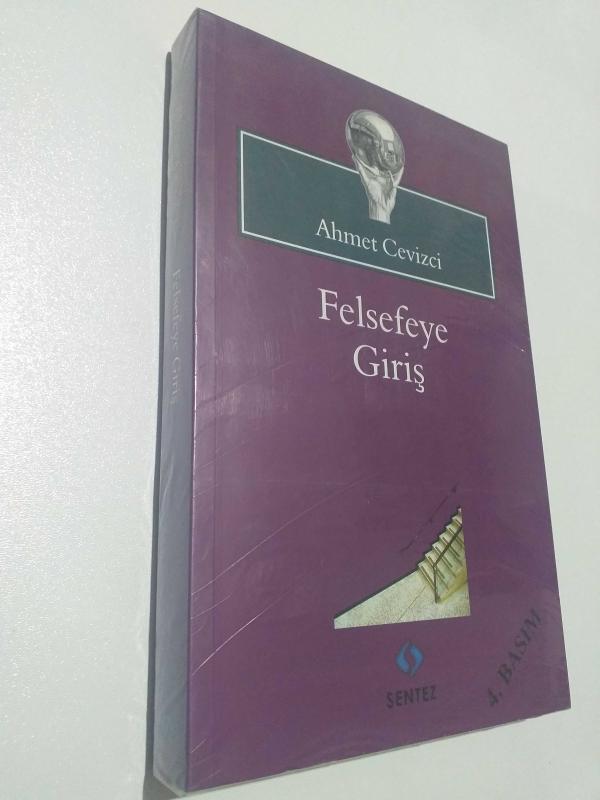 Ahmet Cevizci
Felsefeye
Giriş
SENTEZ
4. BASIM
Felsefeye Giriş